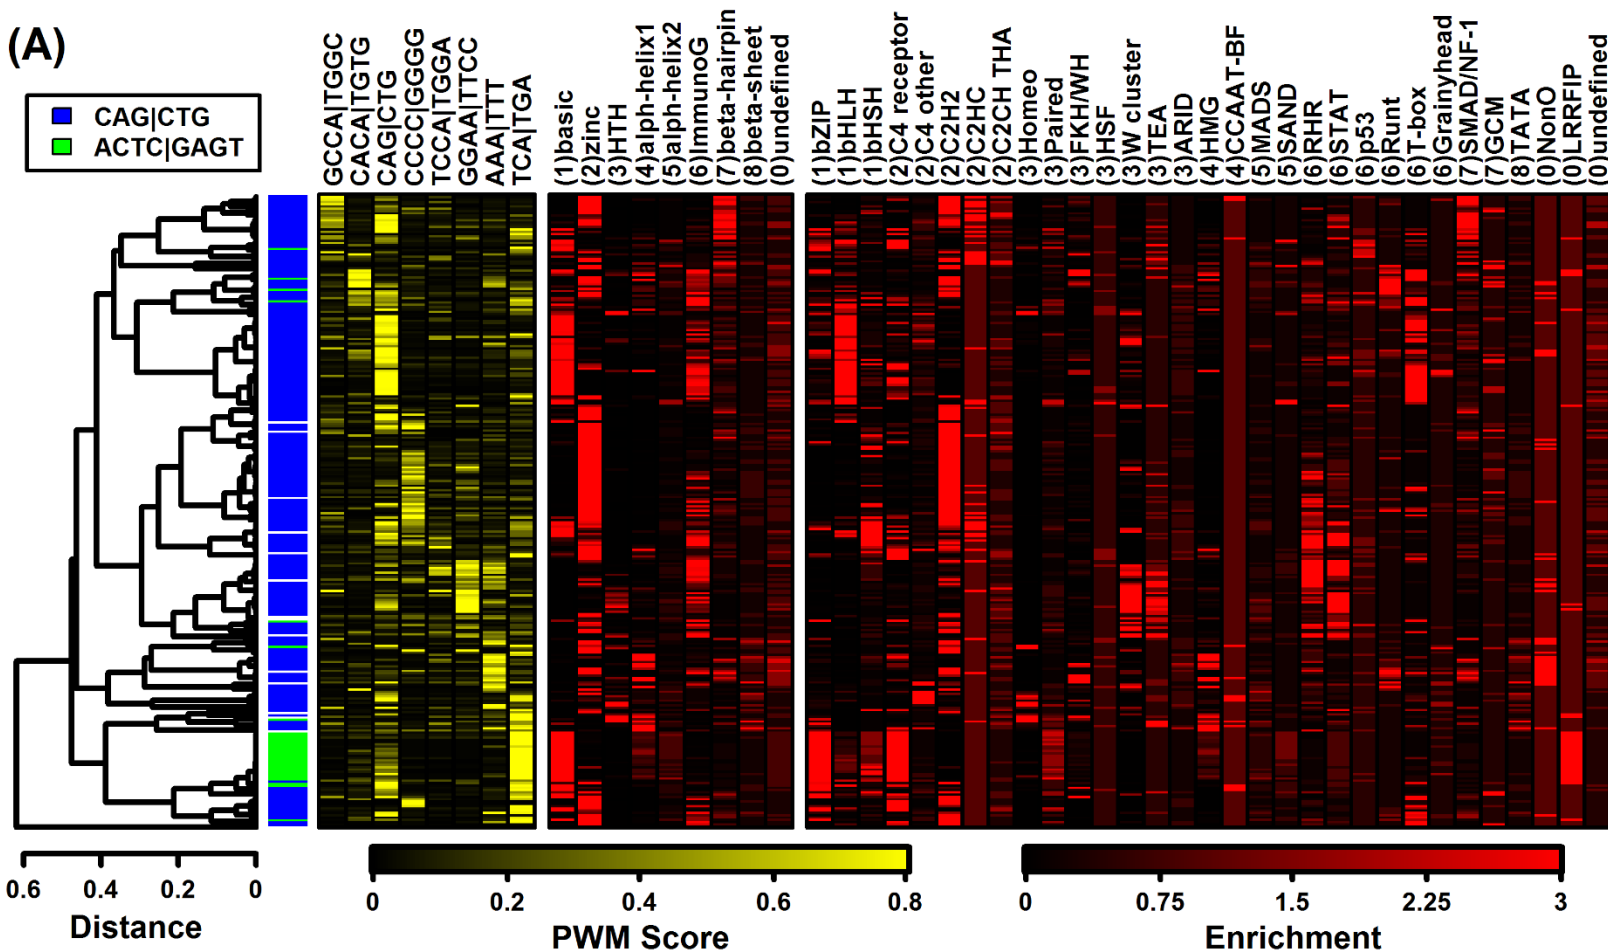 (A)
CAG|CTG
ACTC|GAGT
GCCA|TGGC
CACA|TGTG
CAG|CTG
CCCC|GGGG
TCCA|TGGA
GGAA|TTCC
AAA|TTT
TCA|TGA
(1)basic
(2)zinc
(3)HTH
(4)alph-helix1
(5)alph-helix2
(6)ImmunoG
(7)beta-hairpin
(8)beta-sheet
(0)undefined
(1)bZIP
(1)bHLH
(1)bHSH
(2)C4 receptor
(2)C4 other
(2)C2H2
(2)C2HC
(2)C2CH THA
(3)Homeo
(3)Paired
(3)FKH/WH
(3)HSF
(3)W cluster
(3)TEA
(3)ARID
(4)HMG
(4)CCAAT-BF
(5)MADS
(5)SAND
(6)RHR
(6)STAT
(6)p53
(6)Runt
(6)T-box
(6)Grainyhead
(7)SMAD/NF-1
(7)GCM
(8)TATA
(0)NonO
(0)LRRFIP
(0)undefined
0.6 0.4 0.2 0
Distance
0 0.2 0.4 0.6 0.8
PWM Score
0 0.75 1.5 2.25 3
Enrichment